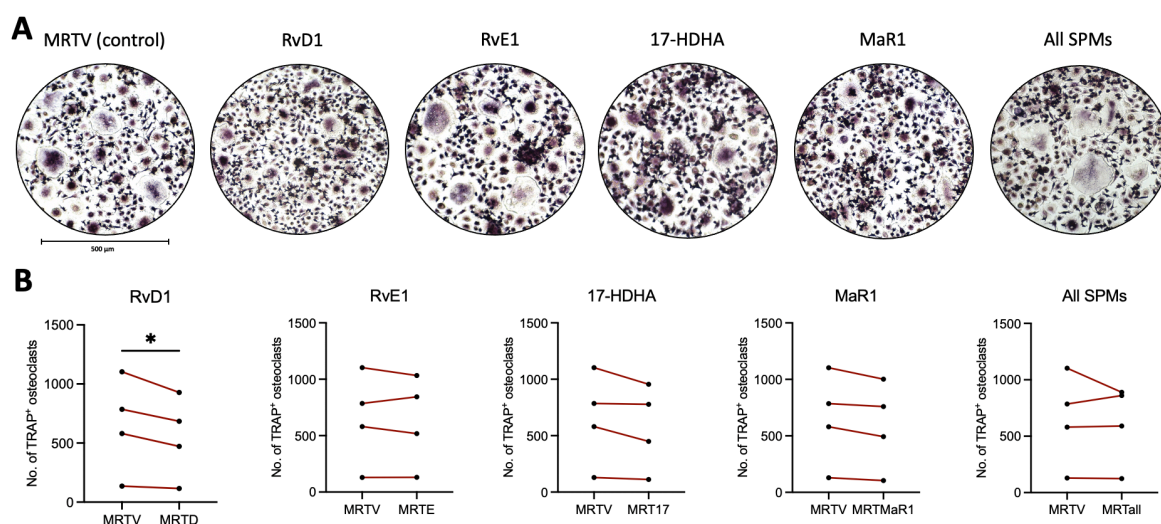 A
MRTV (control) RvD1 RvE1 17-HDHA MaR1 All SPMs
500 µm
B
RvD1 RvE1 17-HDHA MaR1 All SPMs
*
No. of TRAP⁺ osteoclasts
1500
1000
500
0
MRTV MRTD
No. of TRAP⁺ osteoclasts
1500
1000
500
0
MRTV MRTE
No. of TRAP⁺ osteoclasts
1500
1000
500
0
MRTV MRT17
No. of TRAP⁺ osteoclasts
1500
1000
500
0
MRTV MRTMaR1
No. of TRAP⁺ osteoclasts
1500
1000
500
0
MRTV MRTall